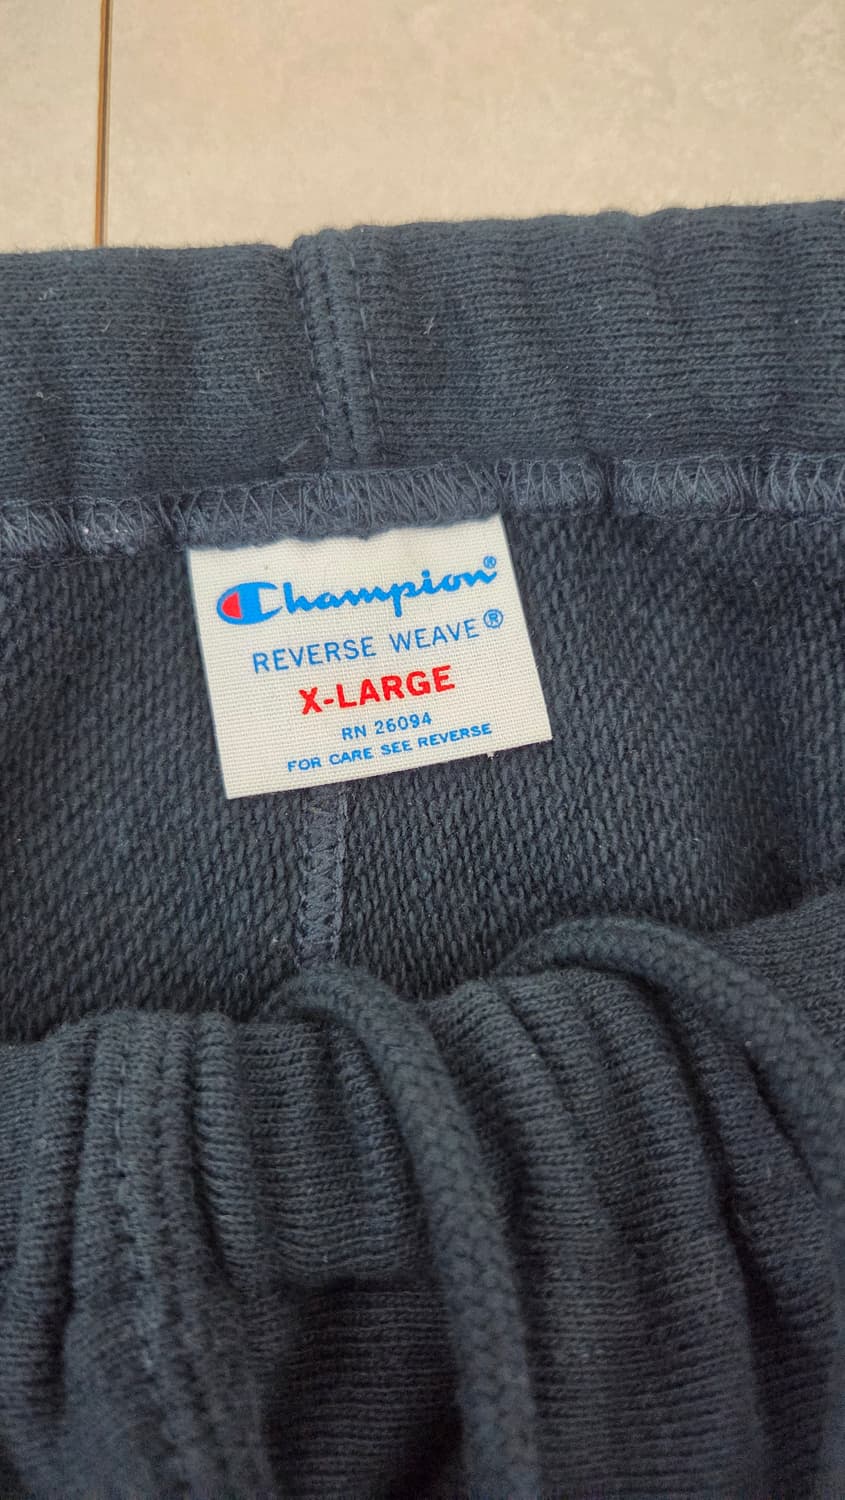 Champion®
REVERSE WEAVE®
X-LARGE
RN 26094
FOR CARE SEE REVERSE